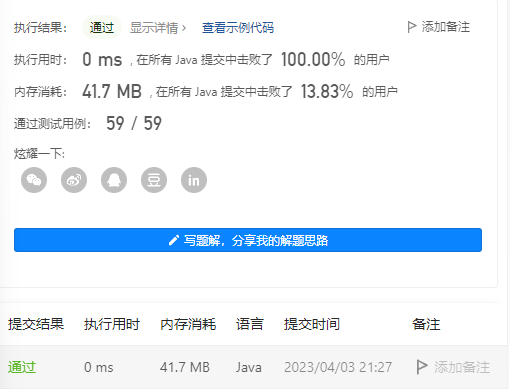 执行结果： 通过 显示详情 › 查看示例代码 添加备注
执行用时： 0 ms , 在所有 Java 提交中击败了 100.00% 的用户
内存消耗： 41.7 MB , 在所有 Java 提交中击败了 13.83% 的用户
通过测试用例： 59 / 59
炫耀一下:
豆 in
写题解，分享我的解题思路
提交结果 执行用时 内存消耗 语言 提交时间 备注
通过 0 ms 41.7 MB Java 2023/04/03 21:27 添加备注